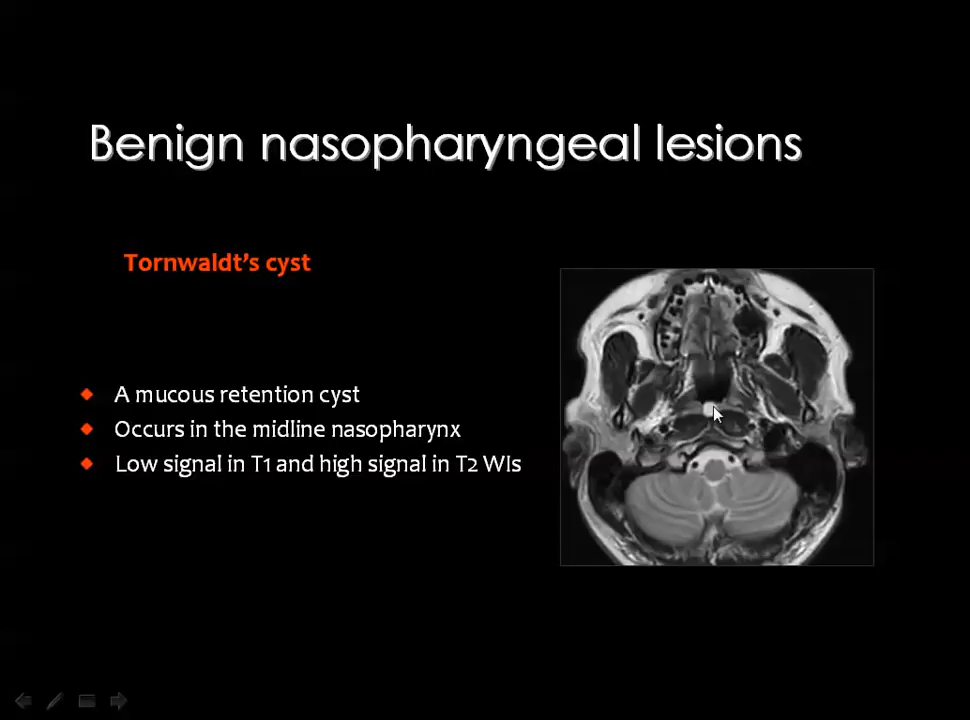 Benign nasopharyngeal lesions
Tornwaldt’s cyst
A mucous retention cyst
Occurs in the midline nasopharynx
Low signal in T1 and high signal in T2 WIs